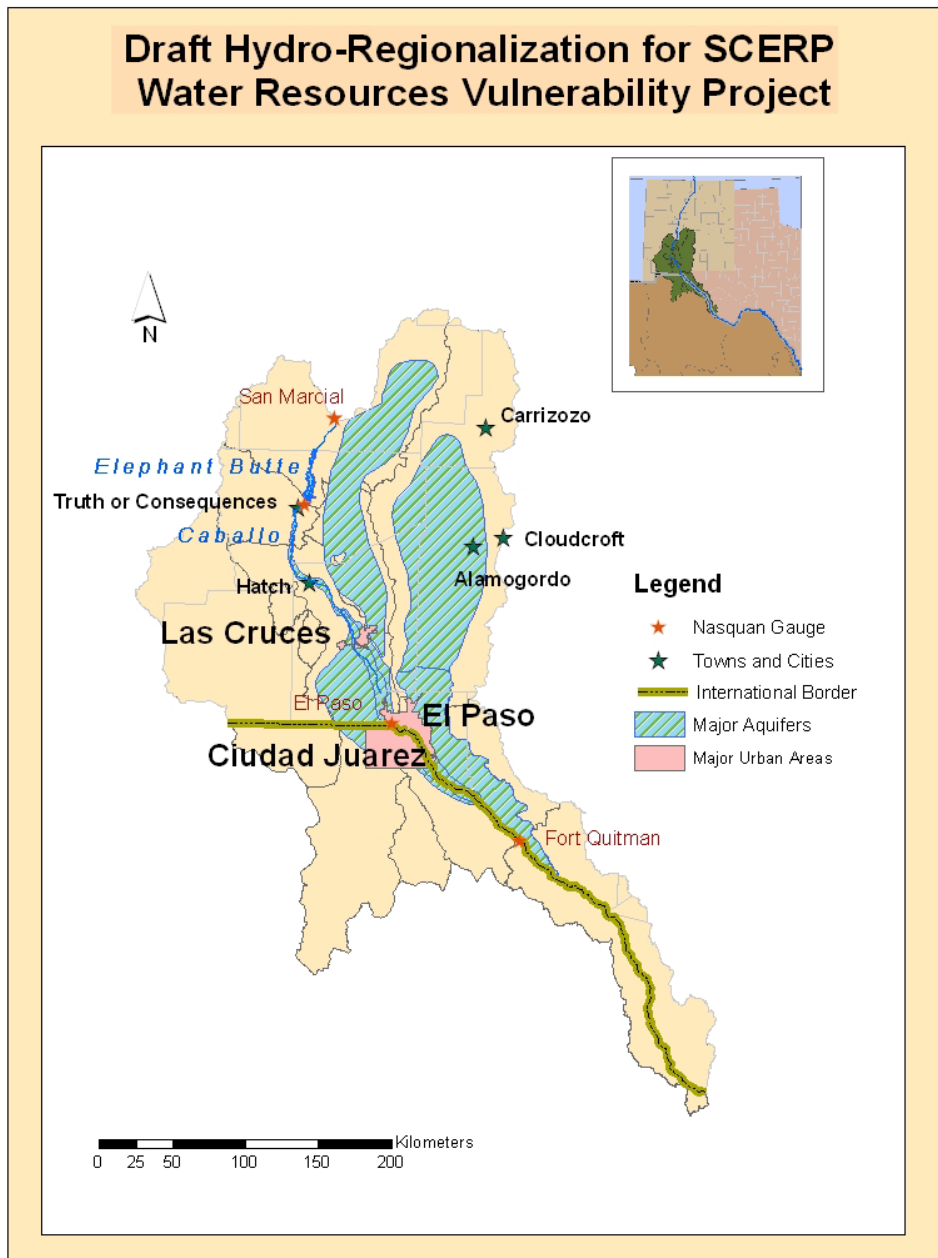 Draft Hydro-Regionalization for SCERP
Water Resources Vulnerability Project
N
San Marcial
Carrizozo
Elephant Butte
Truth or Consequences
Caballo
Cloudcroft
Alamogordo
Hatch
Las Cruces
El Paso
El Paso
Ciudad Juarez
Fort Quitman
Legend
Nasquan Gauge
Towns and Cities
International Border
Major Aquifers
Major Urban Areas
Kilometers
0 25 50 100 150 200